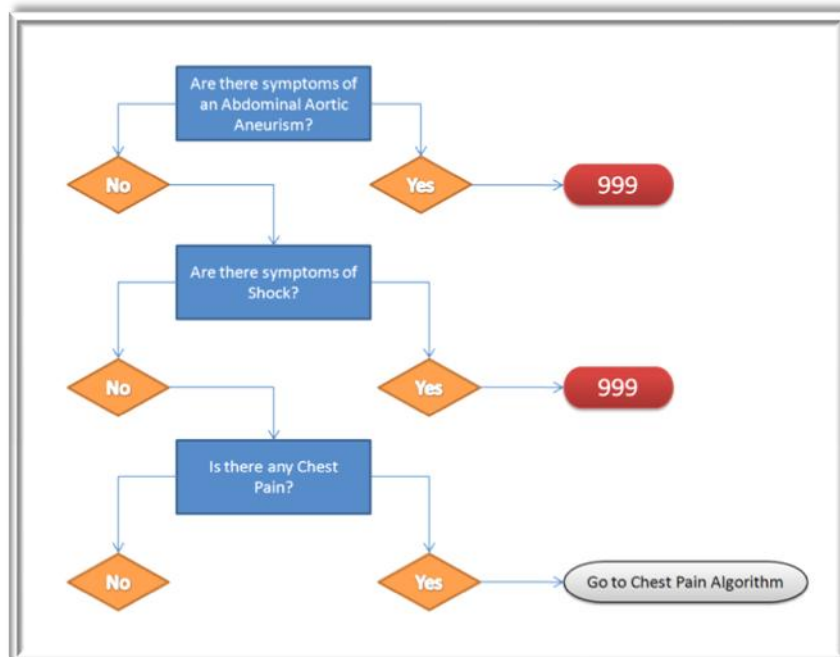 Are there symptoms of
an Abdominal Aortic
Aneurism?
No
Yes
999
Are there symptoms of
Shock?
No
Yes
999
Is there any Chest
Pain?
No
Yes
Go to Chest Pain Algorithm